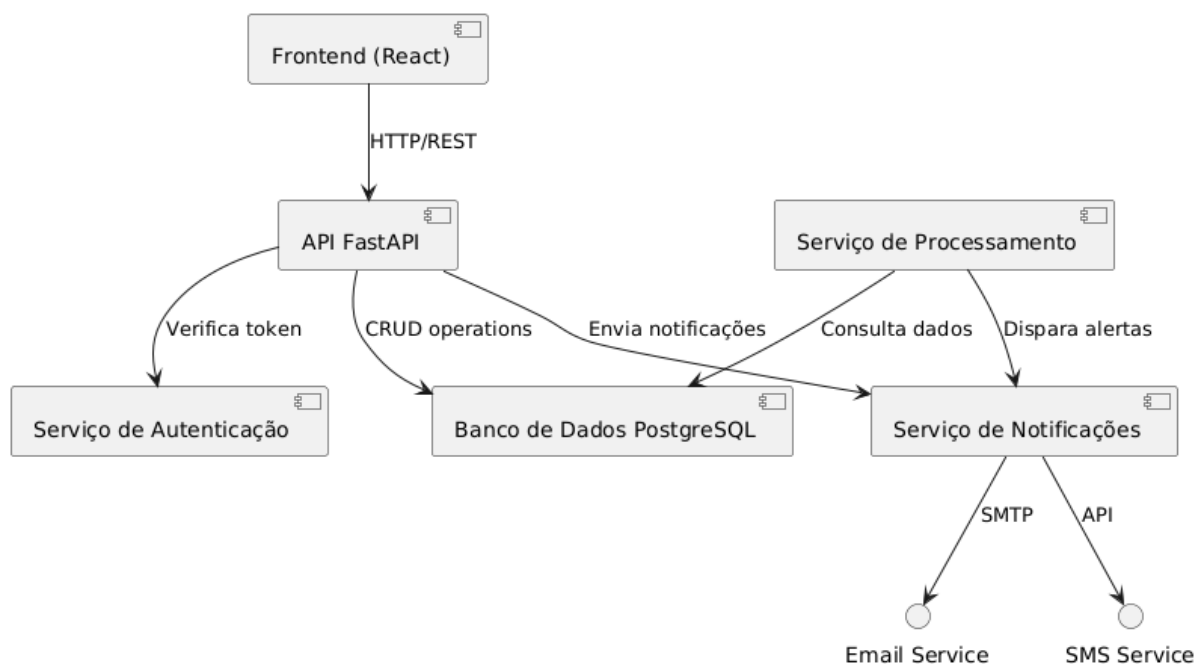 Frontend (React)
HTTP/REST
API FastAPI
Serviço de Processamento
Verifica token
CRUD operations
Envia notificações
Consulta dados
Dispara alertas
Serviço de Autenticação
Banco de Dados PostgreSQL
Serviço de Notificações
SMTP
API
Email Service
SMS Service